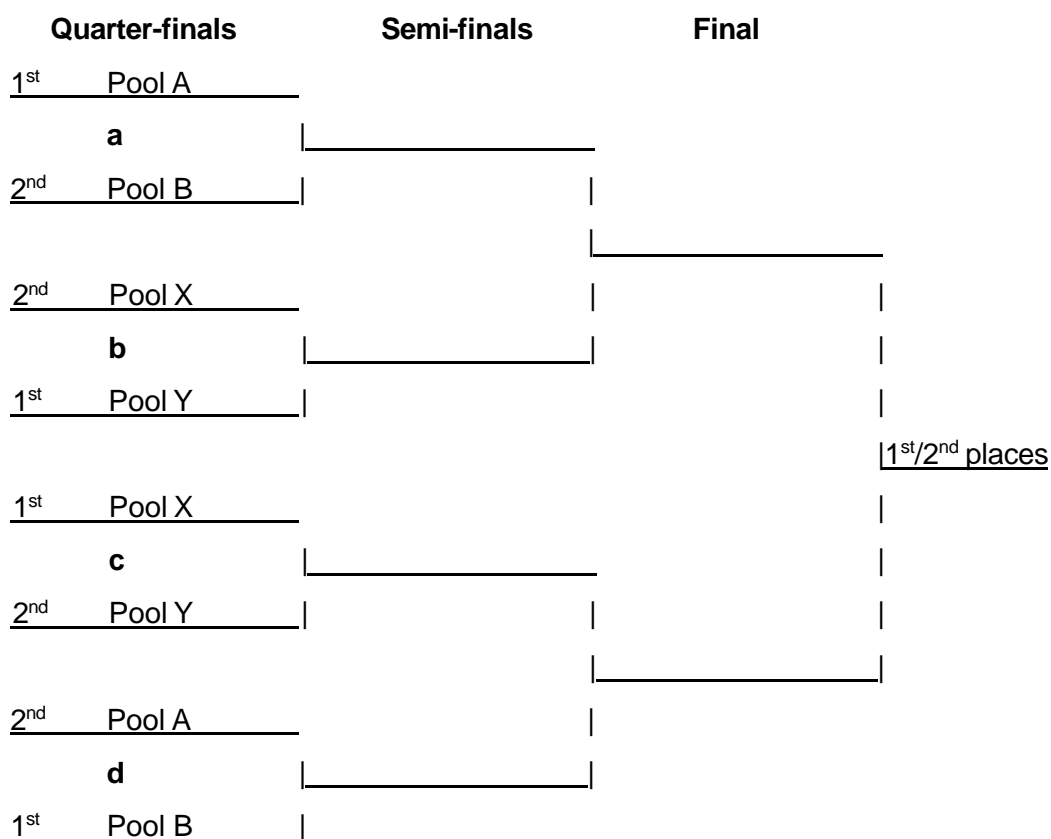 Quarter-finals Semi-finals Final
1st Pool A
a
2nd Pool B
2nd Pool X
b
1st Pool Y
1st/2nd places
1st Pool X
c
2nd Pool Y
2nd Pool A
d
1st Pool B